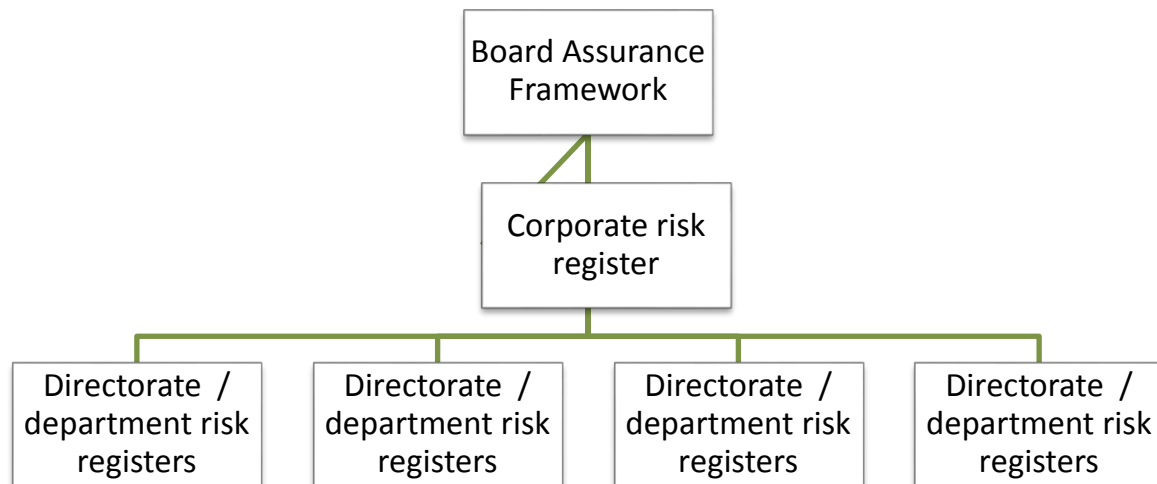 Board Assurance
Framework
Corporate risk
register
Directorate /
department risk
registers
Directorate /
department risk
registers
Directorate /
department risk
registers
Directorate /
department risk
registers